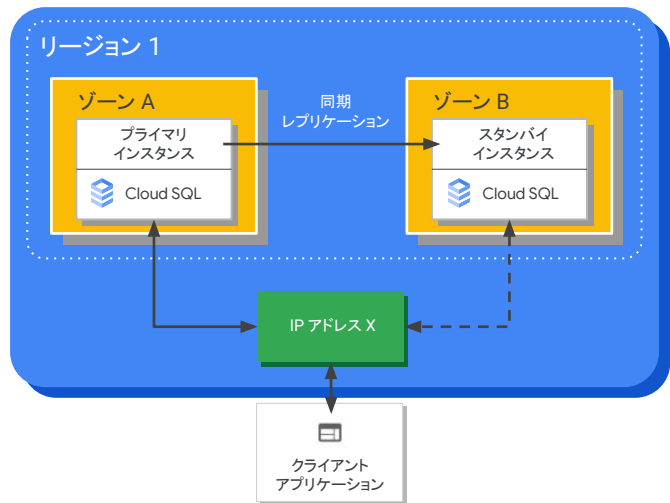 リージョン 1
ゾーン A
プライマリ
インスタンス
Cloud SQL
同期
レプリケーション
ゾーン B
スタンバイ
インスタンス
Cloud SQL
IP アドレス X
クライアント
アプリケーション